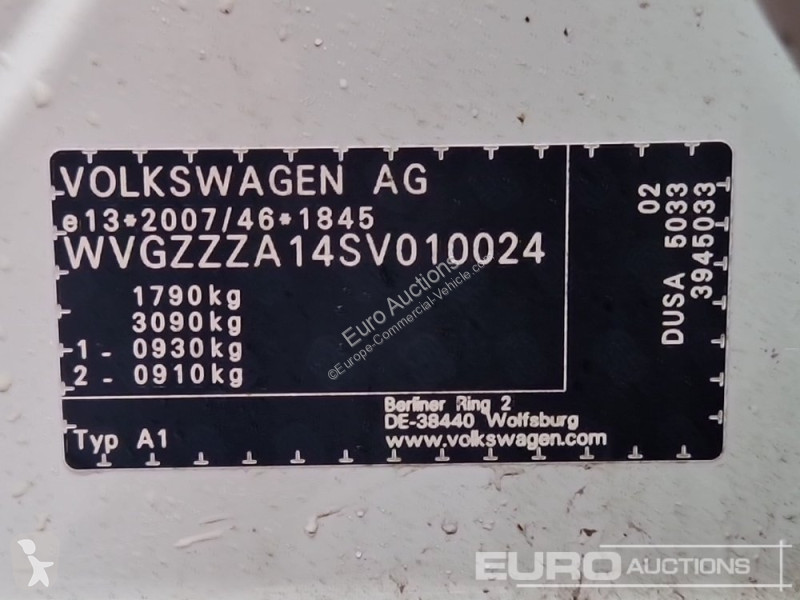 VOLKSWAGEN AG
e13*2007/46*1845
WVGZZZA14SV010024
1790kg
3090kg
1 - 0930kg
2 - 0910kg
Typ A1
Berliner Ring 2
DE-38440 Wolfsburg
www.volkswagen.com
02
DUSA 5033
3945033
Euro Auctions
©Europe-Commercial-Vehicle.com
EURO AUCTIONS